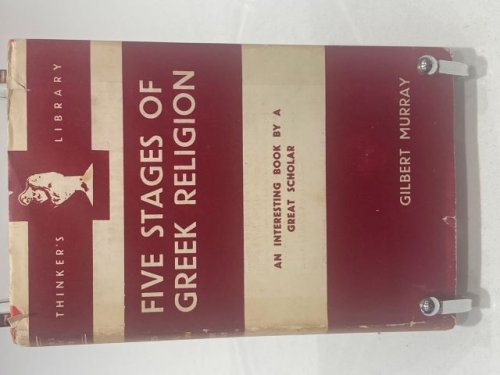 THINKER'S LIBRARY
FIVE STAGES OF
GREEK RELIGION
AN INTERESTING BOOK BY A
GREAT SCHOLAR
GILBERT MURRAY